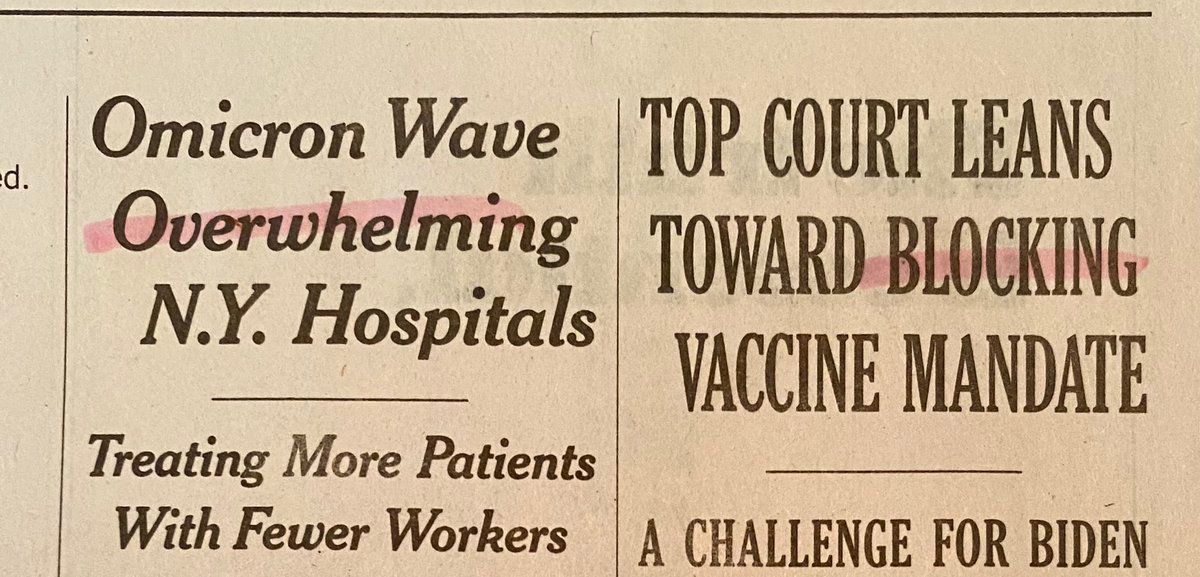 ed.
Omicron Wave
Overwhelming
N.Y. Hospitals
Treating More Patients
With Fewer Workers
TOP COURT LEANS
TOWARD BLOCKING
VACCINE MANDATE
A CHALLENGE FOR BIDEN